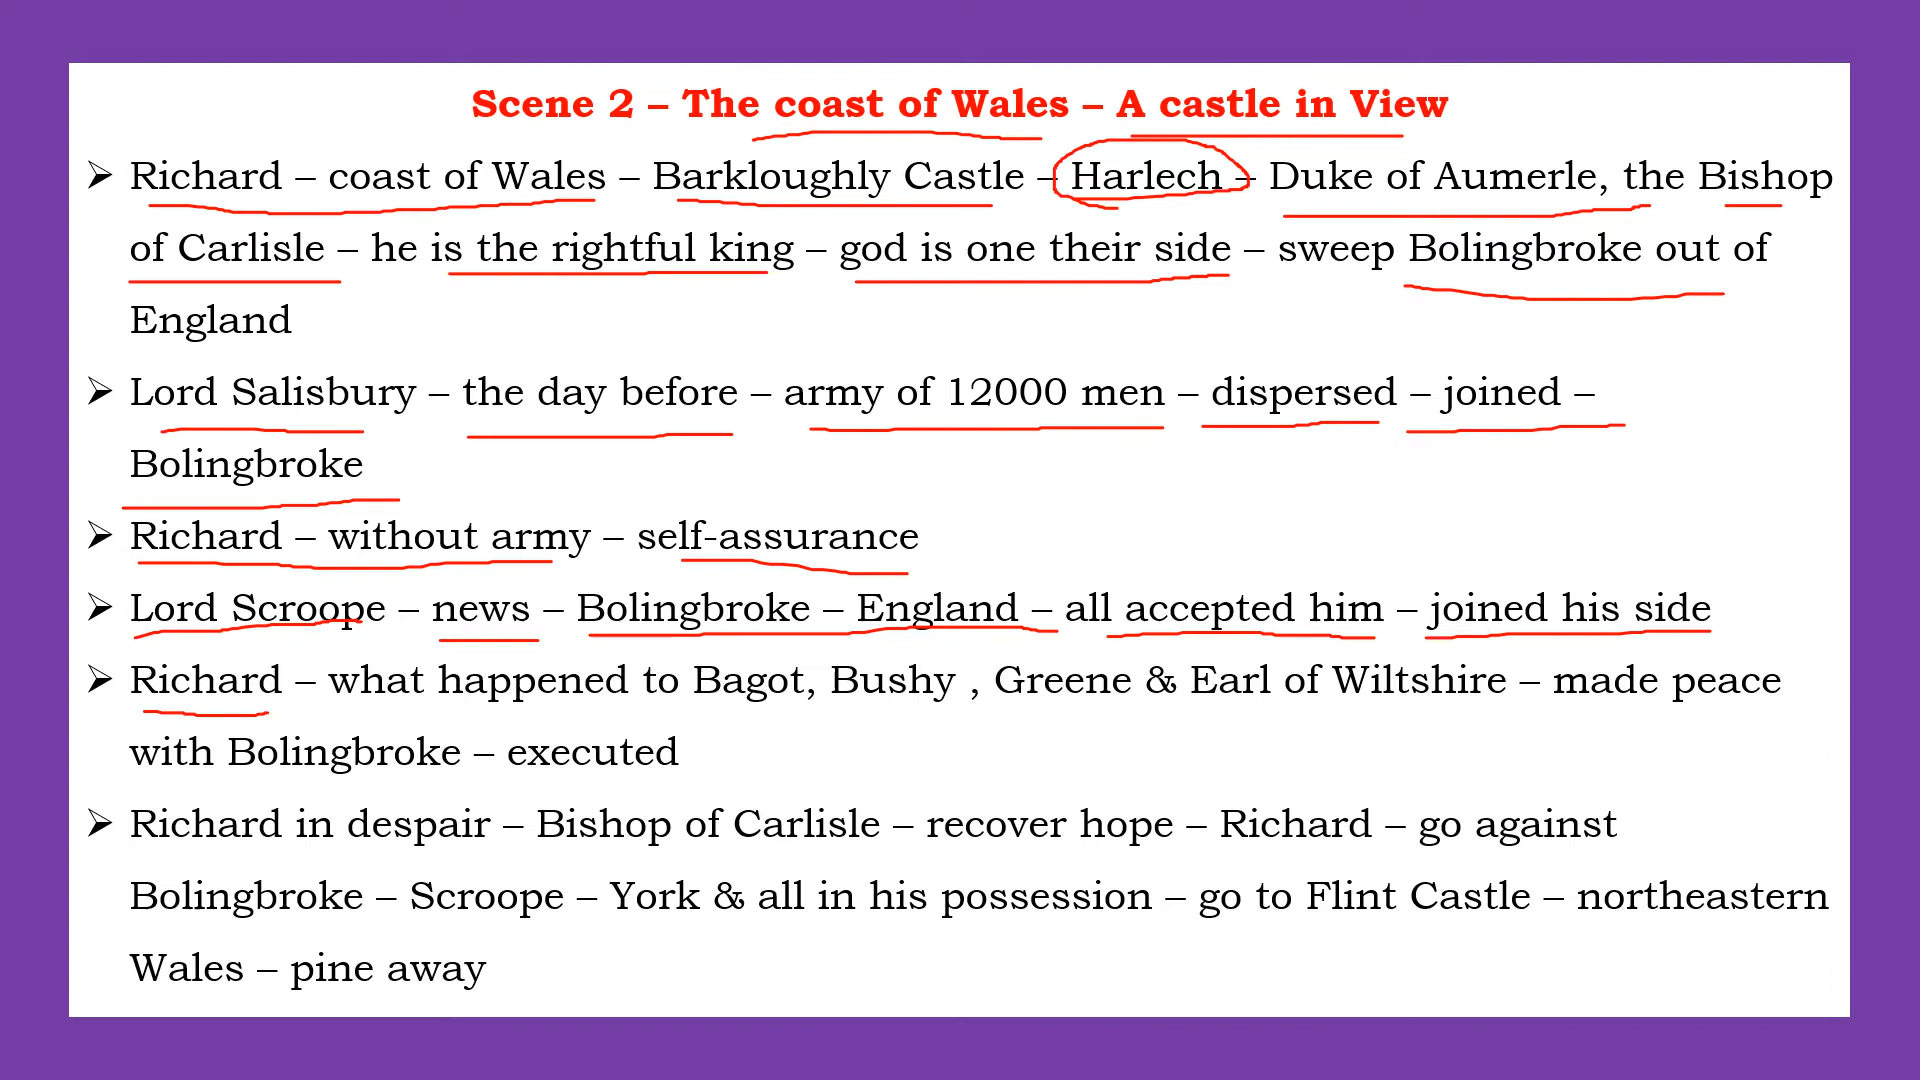 Scene 2 – The coast of Wales – A castle in View
➢ Richard – coast of Wales – Barkloughly Castle – Harlech – Duke of Aumerle, the Bishop
of Carlisle – he is the rightful king – god is one their side – sweep Bolingbroke out of
England
➢ Lord Salisbury – the day before – army of 12000 men – dispersed – joined –
Bolingbroke
➢ Richard – without army – self-assurance
➢ Lord Scroope – news – Bolingbroke – England – all accepted him – joined his side
➢ Richard – what happened to Bagot, Bushy , Greene & Earl of Wiltshire – made peace
with Bolingbroke – executed
➢ Richard in despair – Bishop of Carlisle – recover hope – Richard – go against
Bolingbroke – Scroope – York & all in his possession – go to Flint Castle – northeastern
Wales – pine away